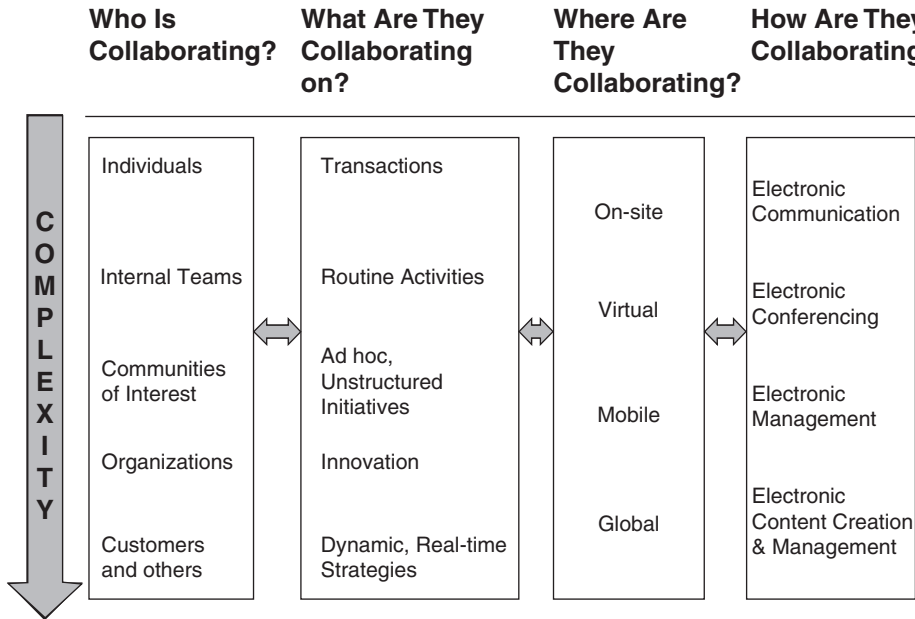 Who Is
Collaborating?
What Are They
Collaborating
on?
Where Are
They
Collaborating?
How Are They
Collaborating
COMPLEXITY
Individuals
Internal Teams
Communities
of Interest
Organizations
Customers
and others
Transactions
Routine Activities
Ad hoc,
Unstructured
Initiatives
Innovation
Dynamic, Real-time
Strategies
On-site
Virtual
Mobile
Global
Electronic
Communication
Electronic
Conferencing
Electronic
Management
Electronic
Content Creation
& Management